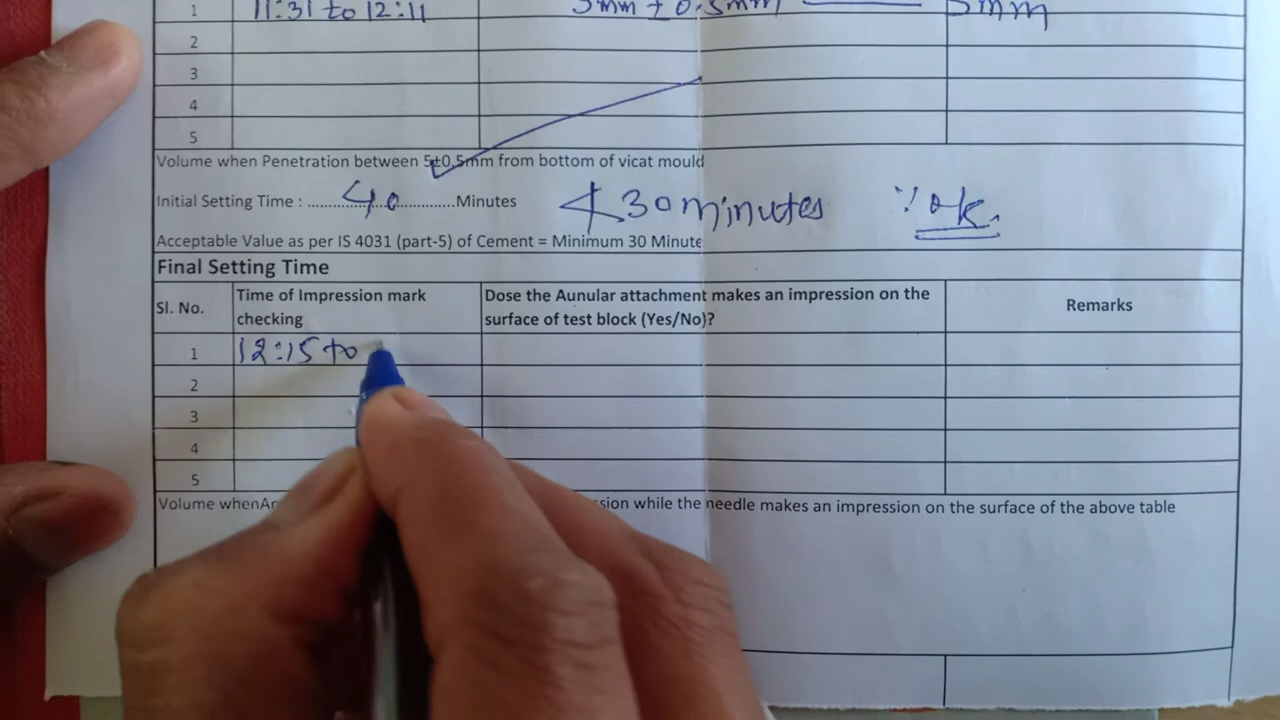 1 11:31 to 12:11 5mm ± 0.5mm 5mm
2
3
4
5
Volume when Penetration between 5±0.5mm from bottom of vicat mould
Initial Setting Time : .......40.......Minutes ≮ 30 minutes ∴ ok.
Acceptable Value as per IS 4031 (part-5) of Cement = Minimum 30 Minute
Final Setting Time
Sl. No. Time of Impression mark checking Dose the Aunular attachment makes an impression on the surface of test block (Yes/No)? Remarks
1 12:15 to
2
3
4
5
Volume whenAn ssion while the needle makes an impression on the surface of the above table